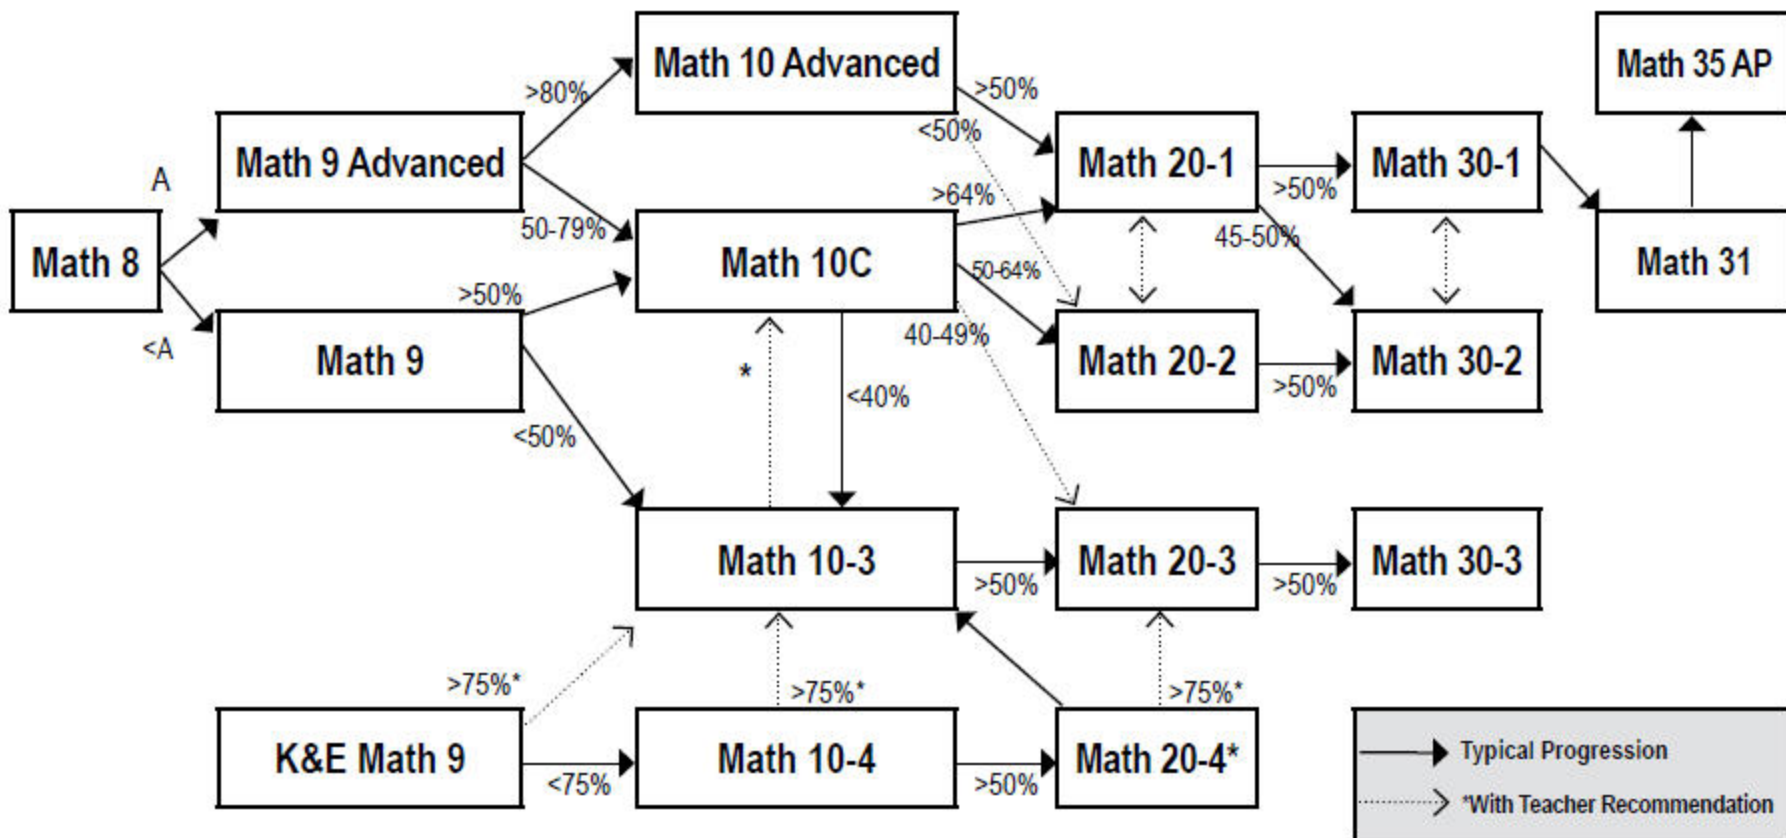 Math 10 Advanced
Math 35 AP
>80%
>50%
<50%
Math 9 Advanced
Math 20-1
Math 30-1
A
>64%
>50%
50-79%
45-50%
Math 8
Math 10C
50-64%
Math 31
>50%
<A
40-49%
Math 9
Math 20-2
Math 30-2
*
<40%
>50%
<50%
Math 10-3
Math 20-3
Math 30-3
>50%
>50%
>75%*
>75%*
>75%*
K&E Math 9
Math 10-4
Math 20-4*
<75%
>50%
Typical Progression
*With Teacher Recommendation